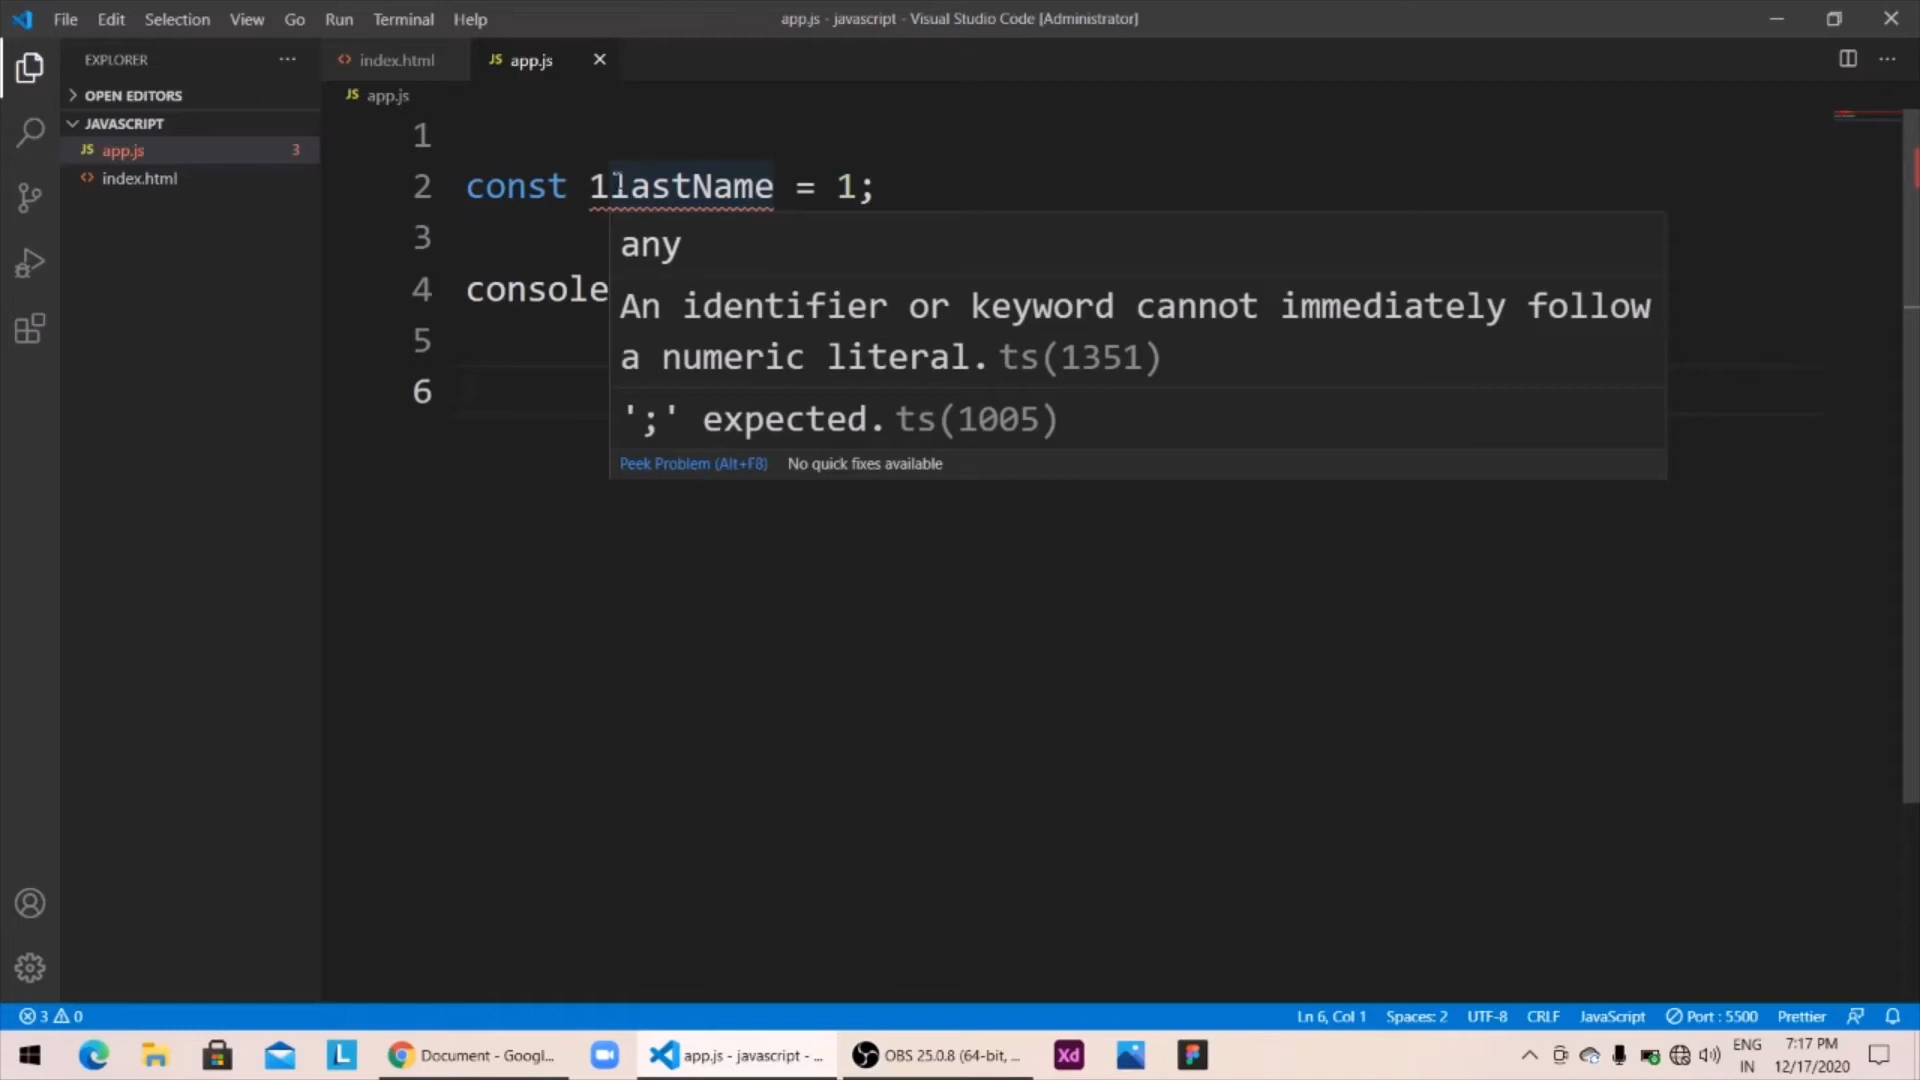 File Edit Selection View Go Run Terminal Help
app.js - javascript - Visual Studio Code [Administrator]
EXPLORER
index.html
JS app.js
OPEN EDITORS
JS app.js
JAVASCRIPT
JS app.js 3
index.html
1
2 const 1lastName = 1;
3
4 console
5
6
any
An identifier or keyword cannot immediately follow
a numeric literal. ts(1351)
';' expected. ts(1005)
Peek Problem (Alt+F8) No quick fixes available
3 0
Ln 6, Col 1 Spaces: 2 UTF-8 CRLF JavaScript Port : 5500 Prettier
L
Document - Googl...
app.js - javascript - ...
OBS 25.0.8 (64-bit, ...
Xd
ENG
IN
7:17 PM
12/17/2020